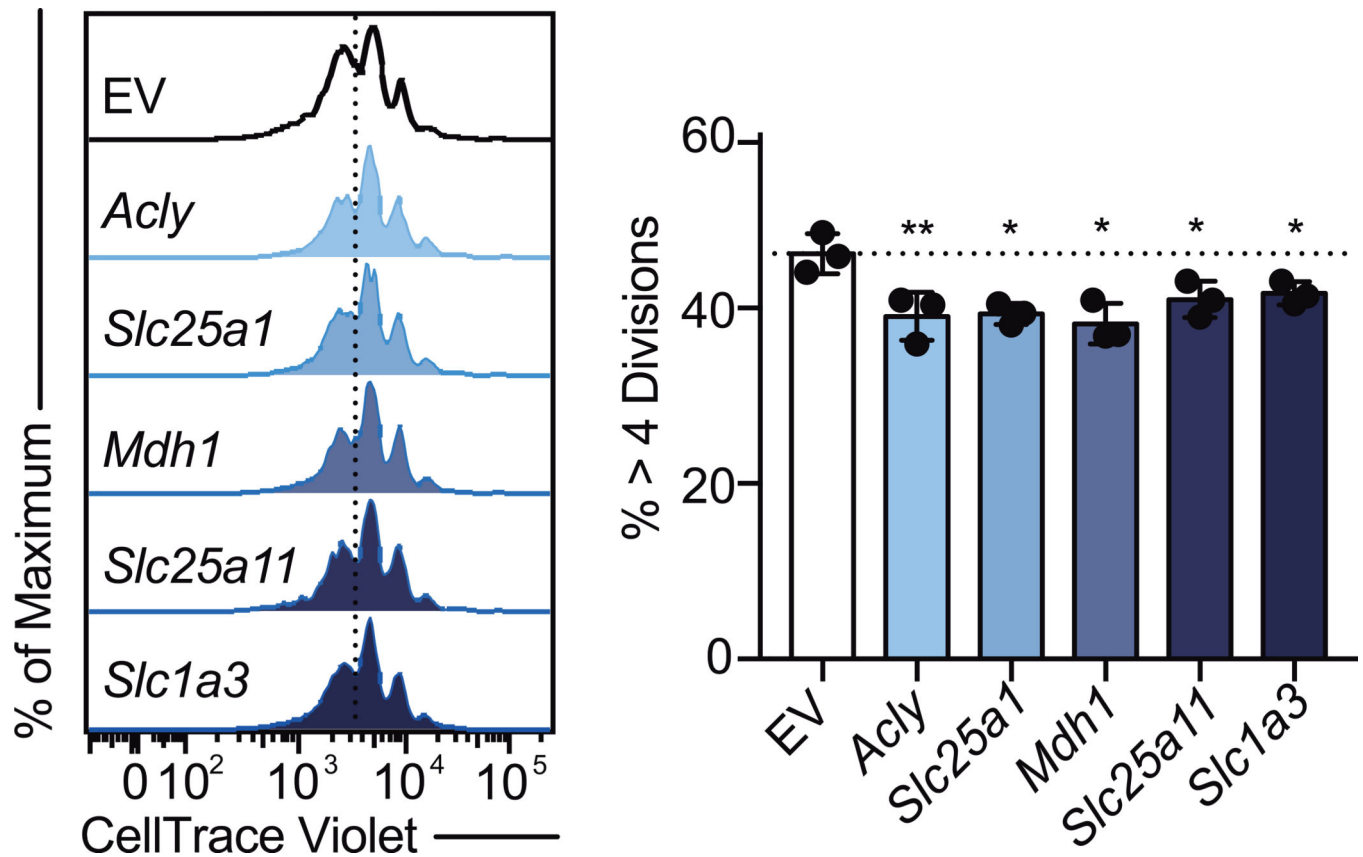 % of Maximum
EV
Acly
Slc25a1
Mdh1
Slc25a11
Slc1a3
0 10² 10³ 10⁴ 10⁵
CellTrace Violet
% > 4 Divisions
60
40
20
0
** * * * *
EV Acly Slc25a1 Mdh1 Slc25a11 Slc1a3